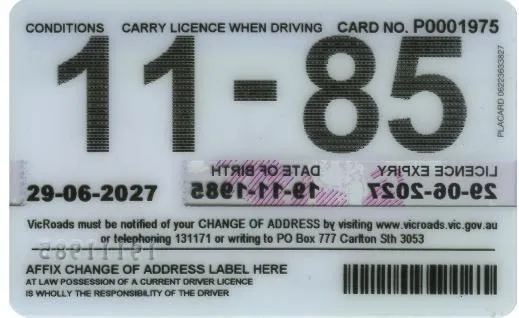 CONDITIONS CARRY LICENCE WHEN DRIVING CARD NO. P0001975
11-85
PLACARD 06223633827
LICENCE EXPIRY DATE OF BIRTH
29-06-2027 19-11-1985 29-06-2027
VicRoads must be notified of your CHANGE OF ADDRESS by visiting www.vicroads.vic.gov.au
or telephoning 131171 or writing to PO Box 777 Carlton Sth 3053
AFFIX CHANGE OF ADDRESS LABEL HERE
AT LAW POSSESSION OF A CURRENT DRIVER LICENCE
IS WHOLLY THE RESPONSIBILITY OF THE DRIVER